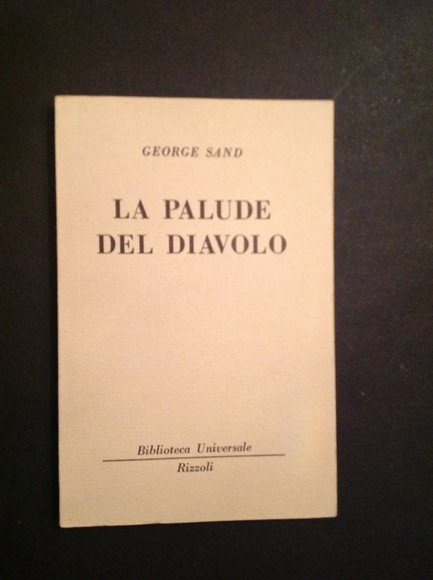 GEORGE SAND
LA PALUDE
DEL DIAVOLO
Biblioteca Universale
Rizzoli